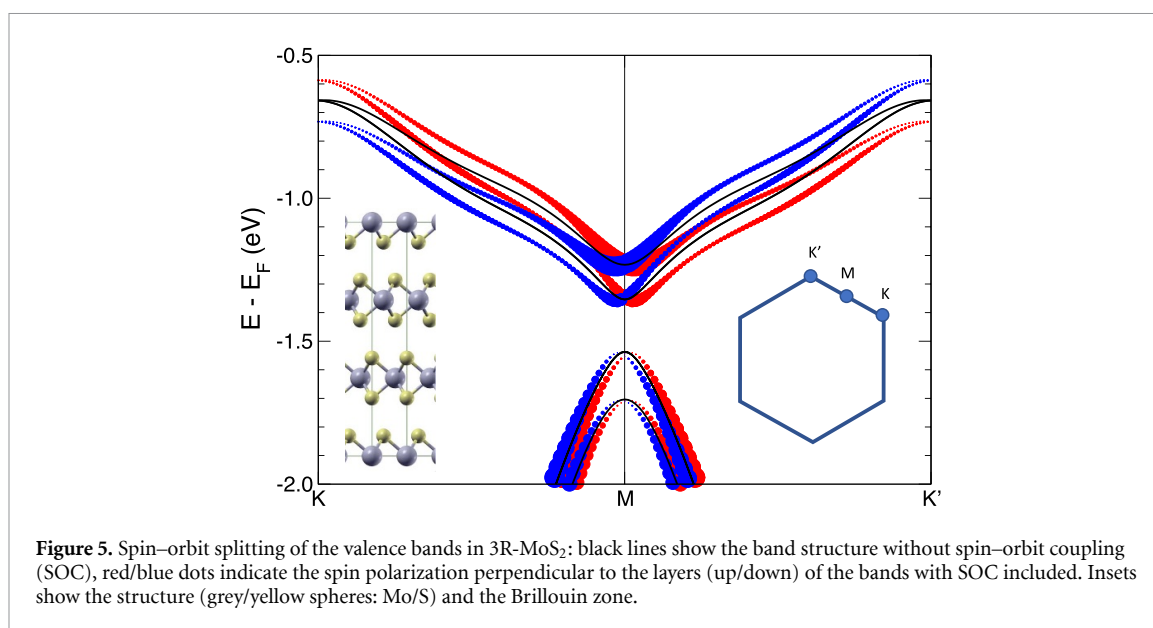 -0.5
-1.0
-1.5
-2.0
E - E_F (eV)
K
M
K'
K'
M
K
Figure 5. Spin–orbit splitting of the valence bands in 3R-MoS₂: black lines show the band structure without spin–orbit coupling
(SOC), red/blue dots indicate the spin polarization perpendicular to the layers (up/down) of the bands with SOC included. Insets
show the structure (grey/yellow spheres: Mo/S) and the Brillouin zone.